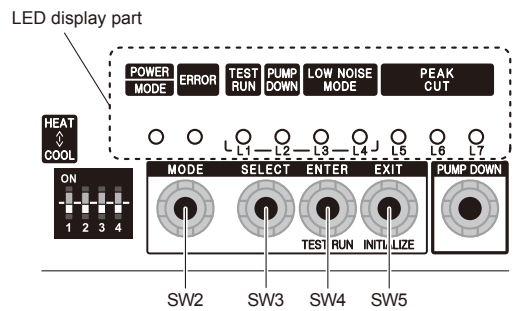 LED display part
POWER
MODE
ERROR
TEST
RUN
PUMP
DOWN
LOW NOISE
MODE
PEAK
CUT
HEAT
COOL
L1 L2 L3 L4 L5 L6 L7
ON
1 2 3 4
MODE SELECT ENTER EXIT PUMP DOWN
TEST RUN INITIALIZE
SW2 SW3 SW4 SW5